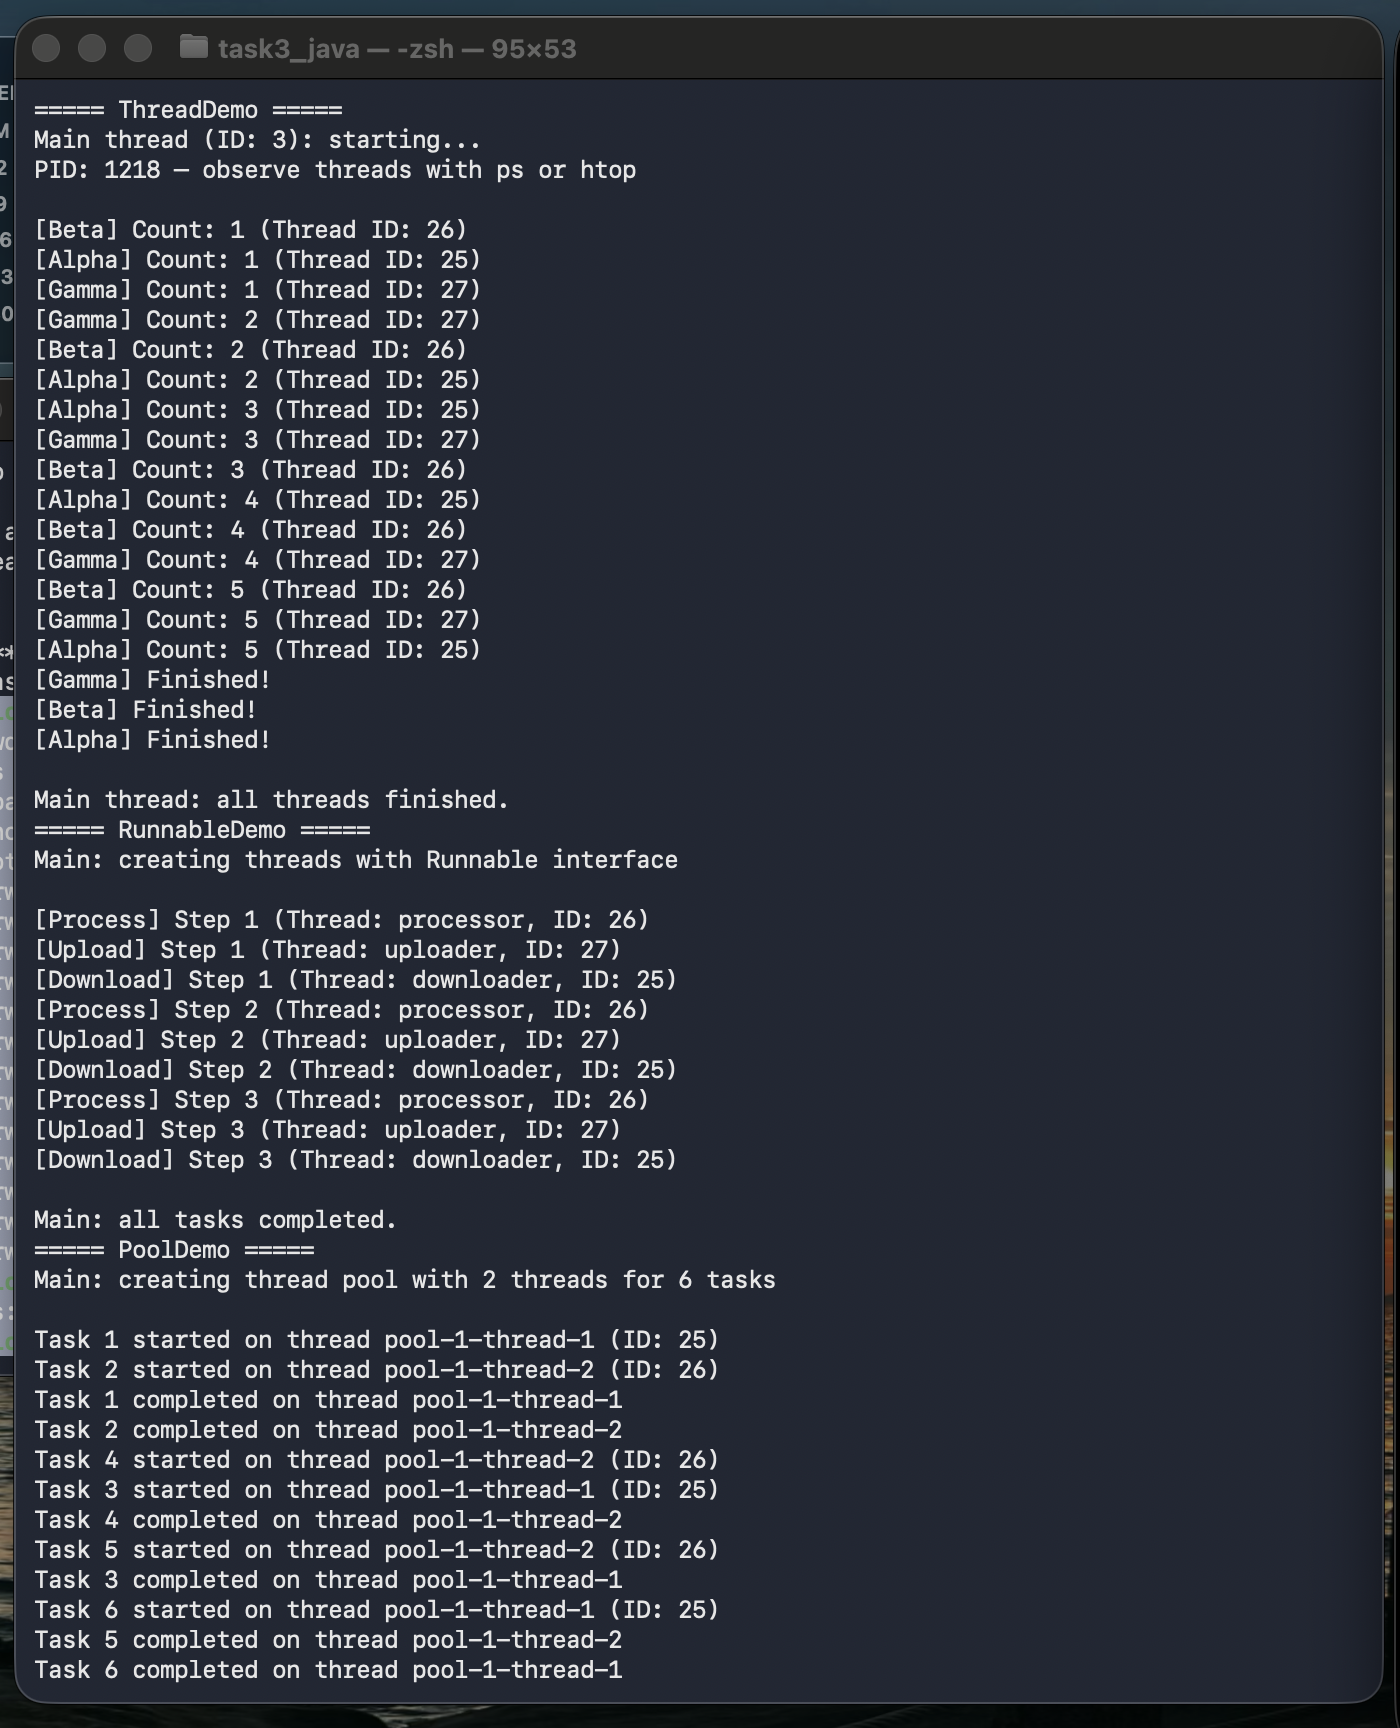 task3_java — -zsh — 95×53
===== ThreadDemo =====
Main thread (ID: 3): starting...
PID: 1218 — observe threads with ps or htop
[Beta] Count: 1 (Thread ID: 26)
[Alpha] Count: 1 (Thread ID: 25)
[Gamma] Count: 1 (Thread ID: 27)
[Gamma] Count: 2 (Thread ID: 27)
[Beta] Count: 2 (Thread ID: 26)
[Alpha] Count: 2 (Thread ID: 25)
[Alpha] Count: 3 (Thread ID: 25)
[Gamma] Count: 3 (Thread ID: 27)
[Beta] Count: 3 (Thread ID: 26)
[Alpha] Count: 4 (Thread ID: 25)
[Beta] Count: 4 (Thread ID: 26)
[Gamma] Count: 4 (Thread ID: 27)
[Beta] Count: 5 (Thread ID: 26)
[Gamma] Count: 5 (Thread ID: 27)
[Alpha] Count: 5 (Thread ID: 25)
[Gamma] Finished!
[Beta] Finished!
[Alpha] Finished!
Main thread: all threads finished.
===== RunnableDemo =====
Main: creating threads with Runnable interface
[Process] Step 1 (Thread: processor, ID: 26)
[Upload] Step 1 (Thread: uploader, ID: 27)
[Download] Step 1 (Thread: downloader, ID: 25)
[Process] Step 2 (Thread: processor, ID: 26)
[Upload] Step 2 (Thread: uploader, ID: 27)
[Download] Step 2 (Thread: downloader, ID: 25)
[Process] Step 3 (Thread: processor, ID: 26)
[Upload] Step 3 (Thread: uploader, ID: 27)
[Download] Step 3 (Thread: downloader, ID: 25)
Main: all tasks completed.
===== PoolDemo =====
Main: creating thread pool with 2 threads for 6 tasks
Task 1 started on thread pool-1-thread-1 (ID: 25)
Task 2 started on thread pool-1-thread-2 (ID: 26)
Task 1 completed on thread pool-1-thread-1
Task 2 completed on thread pool-1-thread-2
Task 4 started on thread pool-1-thread-2 (ID: 26)
Task 3 started on thread pool-1-thread-1 (ID: 25)
Task 4 completed on thread pool-1-thread-2
Task 5 started on thread pool-1-thread-2 (ID: 26)
Task 3 completed on thread pool-1-thread-1
Task 6 started on thread pool-1-thread-1 (ID: 25)
Task 5 completed on thread pool-1-thread-2
Task 6 completed on thread pool-1-thread-1